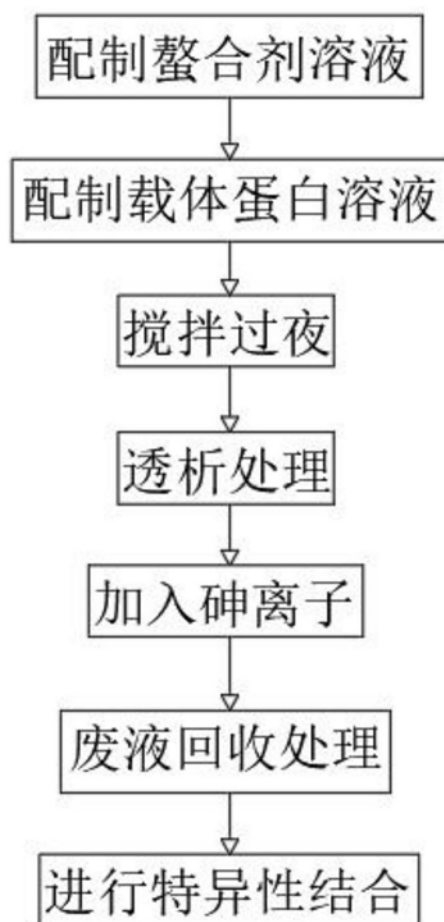 配制螯合剂溶液
配制载体蛋白溶液
搅拌过夜
透析处理
加入砷离子
废液回收处理
进行特异性结合